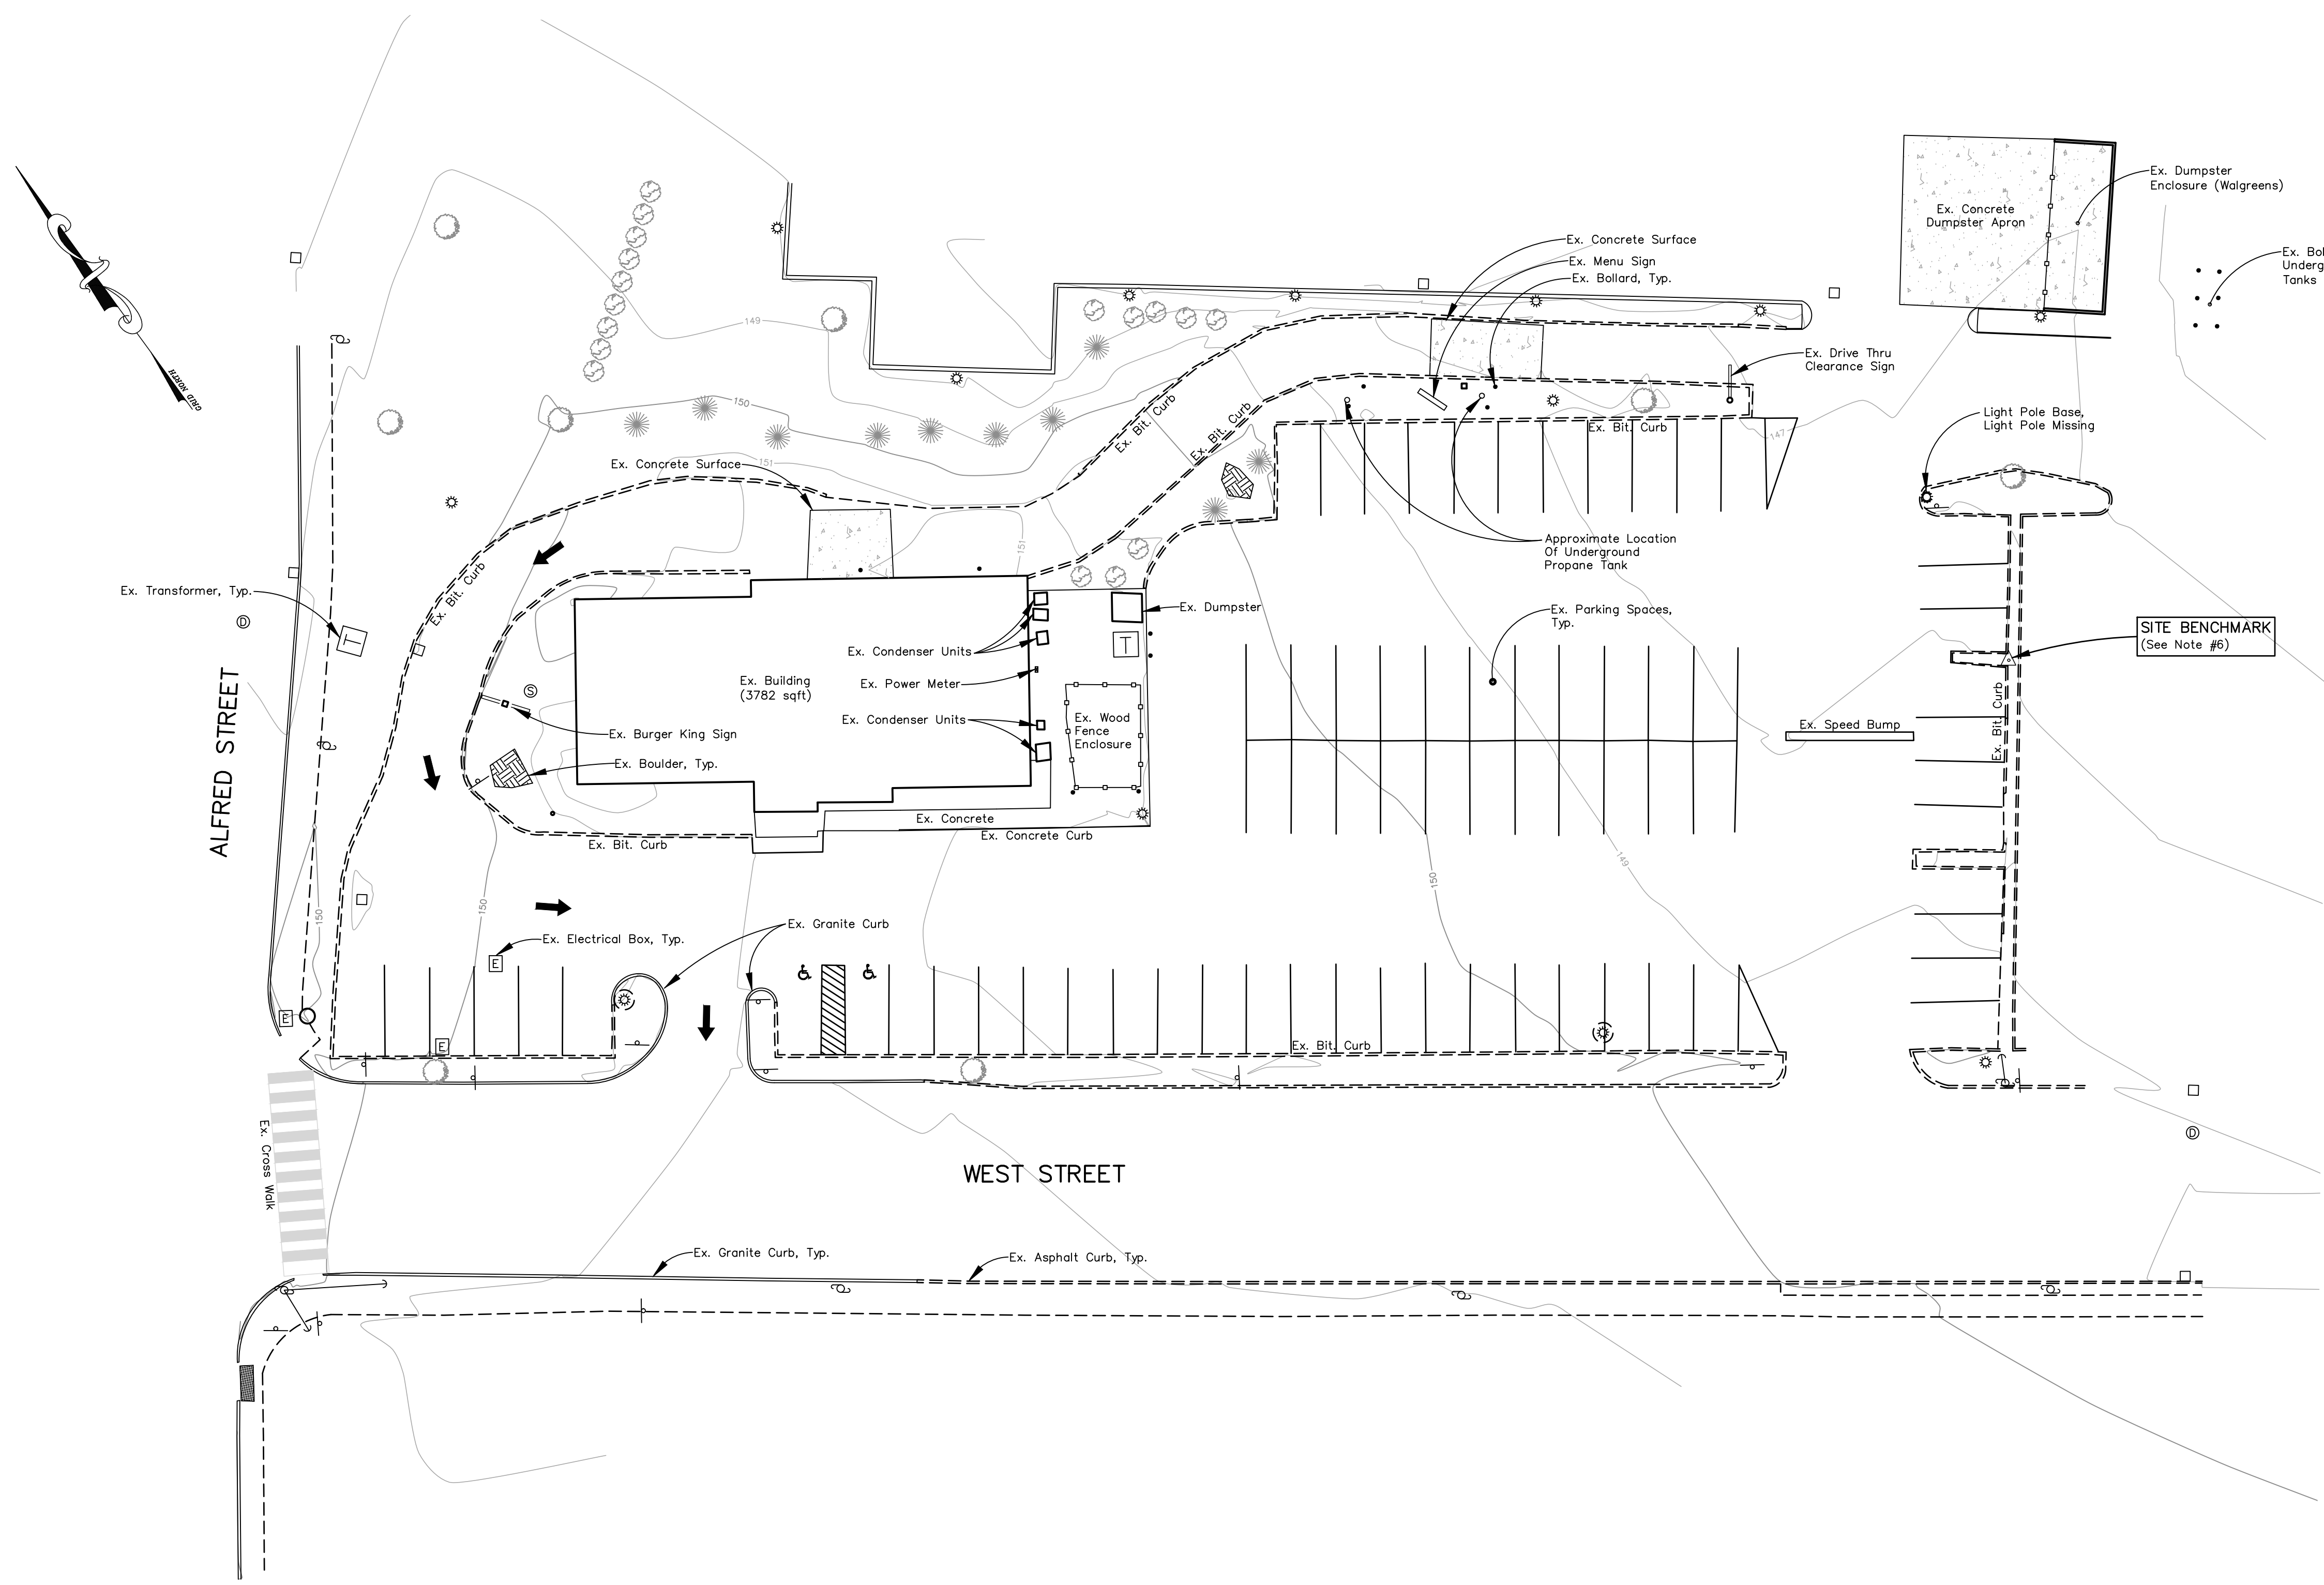 Ex. Dumpster
Enclosure (Walgreens)
Ex. Concrete
Dumpster Apron
Ex. Concrete Surface
Ex. Menu Sign
Ex. Bollard, Typ.
Tanks
149
Ex. Drive Thru
Clearance Sign
GRID NORTH
150
Ex. Bit. Curb
Ex. Bit. Curb
Ex. Bit. Curb
147
Light Pole Base,
Light Pole Missing
151
Ex. Concrete Surface
151
Approximate Location
Of Underground
Propane Tank
Ex. Transformer, Typ.
D
T
Ex. Bit. Curb
Ex. Dumpster
T
Ex. Parking Spaces,
Typ.
SITE BENCHMARK
(See Note #6)
Ex. Condenser Units
Ex. Building
(3782 sqft)
Ex. Power Meter
S
Ex. Condenser Units
Ex. Wood
Fence
Enclosure
Ex. Burger King Sign
Ex. Speed Bump
Ex. Bit. Curb
ALFRED STREET
Ex. Boulder, Typ.
Ex. Concrete
Ex. Concrete Curb
Ex. Bit. Curb
149
150
150
150
Ex. Granite Curb
Ex. Electrical Box, Typ.
E
E
E
Ex. Bit. Curb
D
Ex. Cross Walk
WEST STREET
Ex. Granite Curb, Typ.
Ex. Asphalt Curb, Typ.